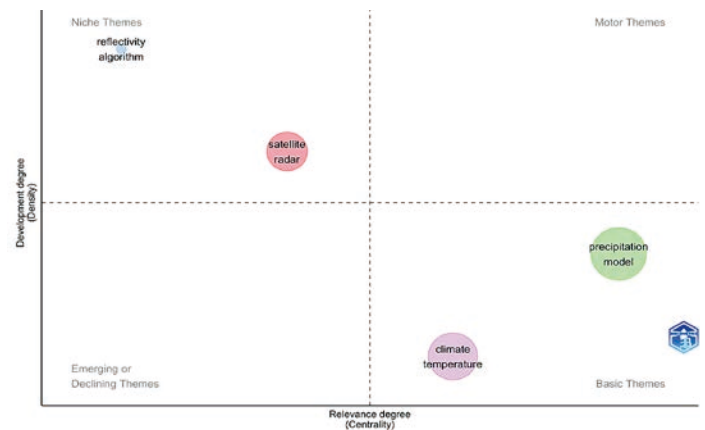 Niche Themes
Motor Themes
reflectivity
algorithm
satellite
radar
Development degree
(Density)
precipitation
model
climate
temperature
Emerging or
Declining Themes
Basic Themes
Relevance degree
(Centrality)